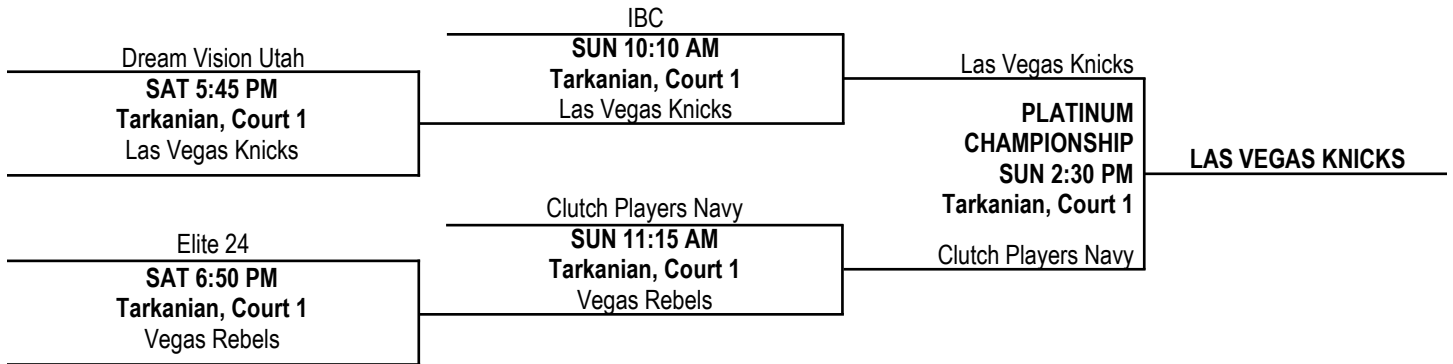 Dream Vision Utah
SAT 5:45 PM
Tarkanian, Court 1
Las Vegas Knicks
Elite 24
SAT 6:50 PM
Tarkanian, Court 1
Vegas Rebels
IBC
SUN 10:10 AM
Tarkanian, Court 1
Las Vegas Knicks
Clutch Players Navy
SUN 11:15 AM
Tarkanian, Court 1
Vegas Rebels
Las Vegas Knicks
PLATINUM
CHAMPIONSHIP
SUN 2:30 PM
Tarkanian, Court 1
Clutch Players Navy
LAS VEGAS KNICKS